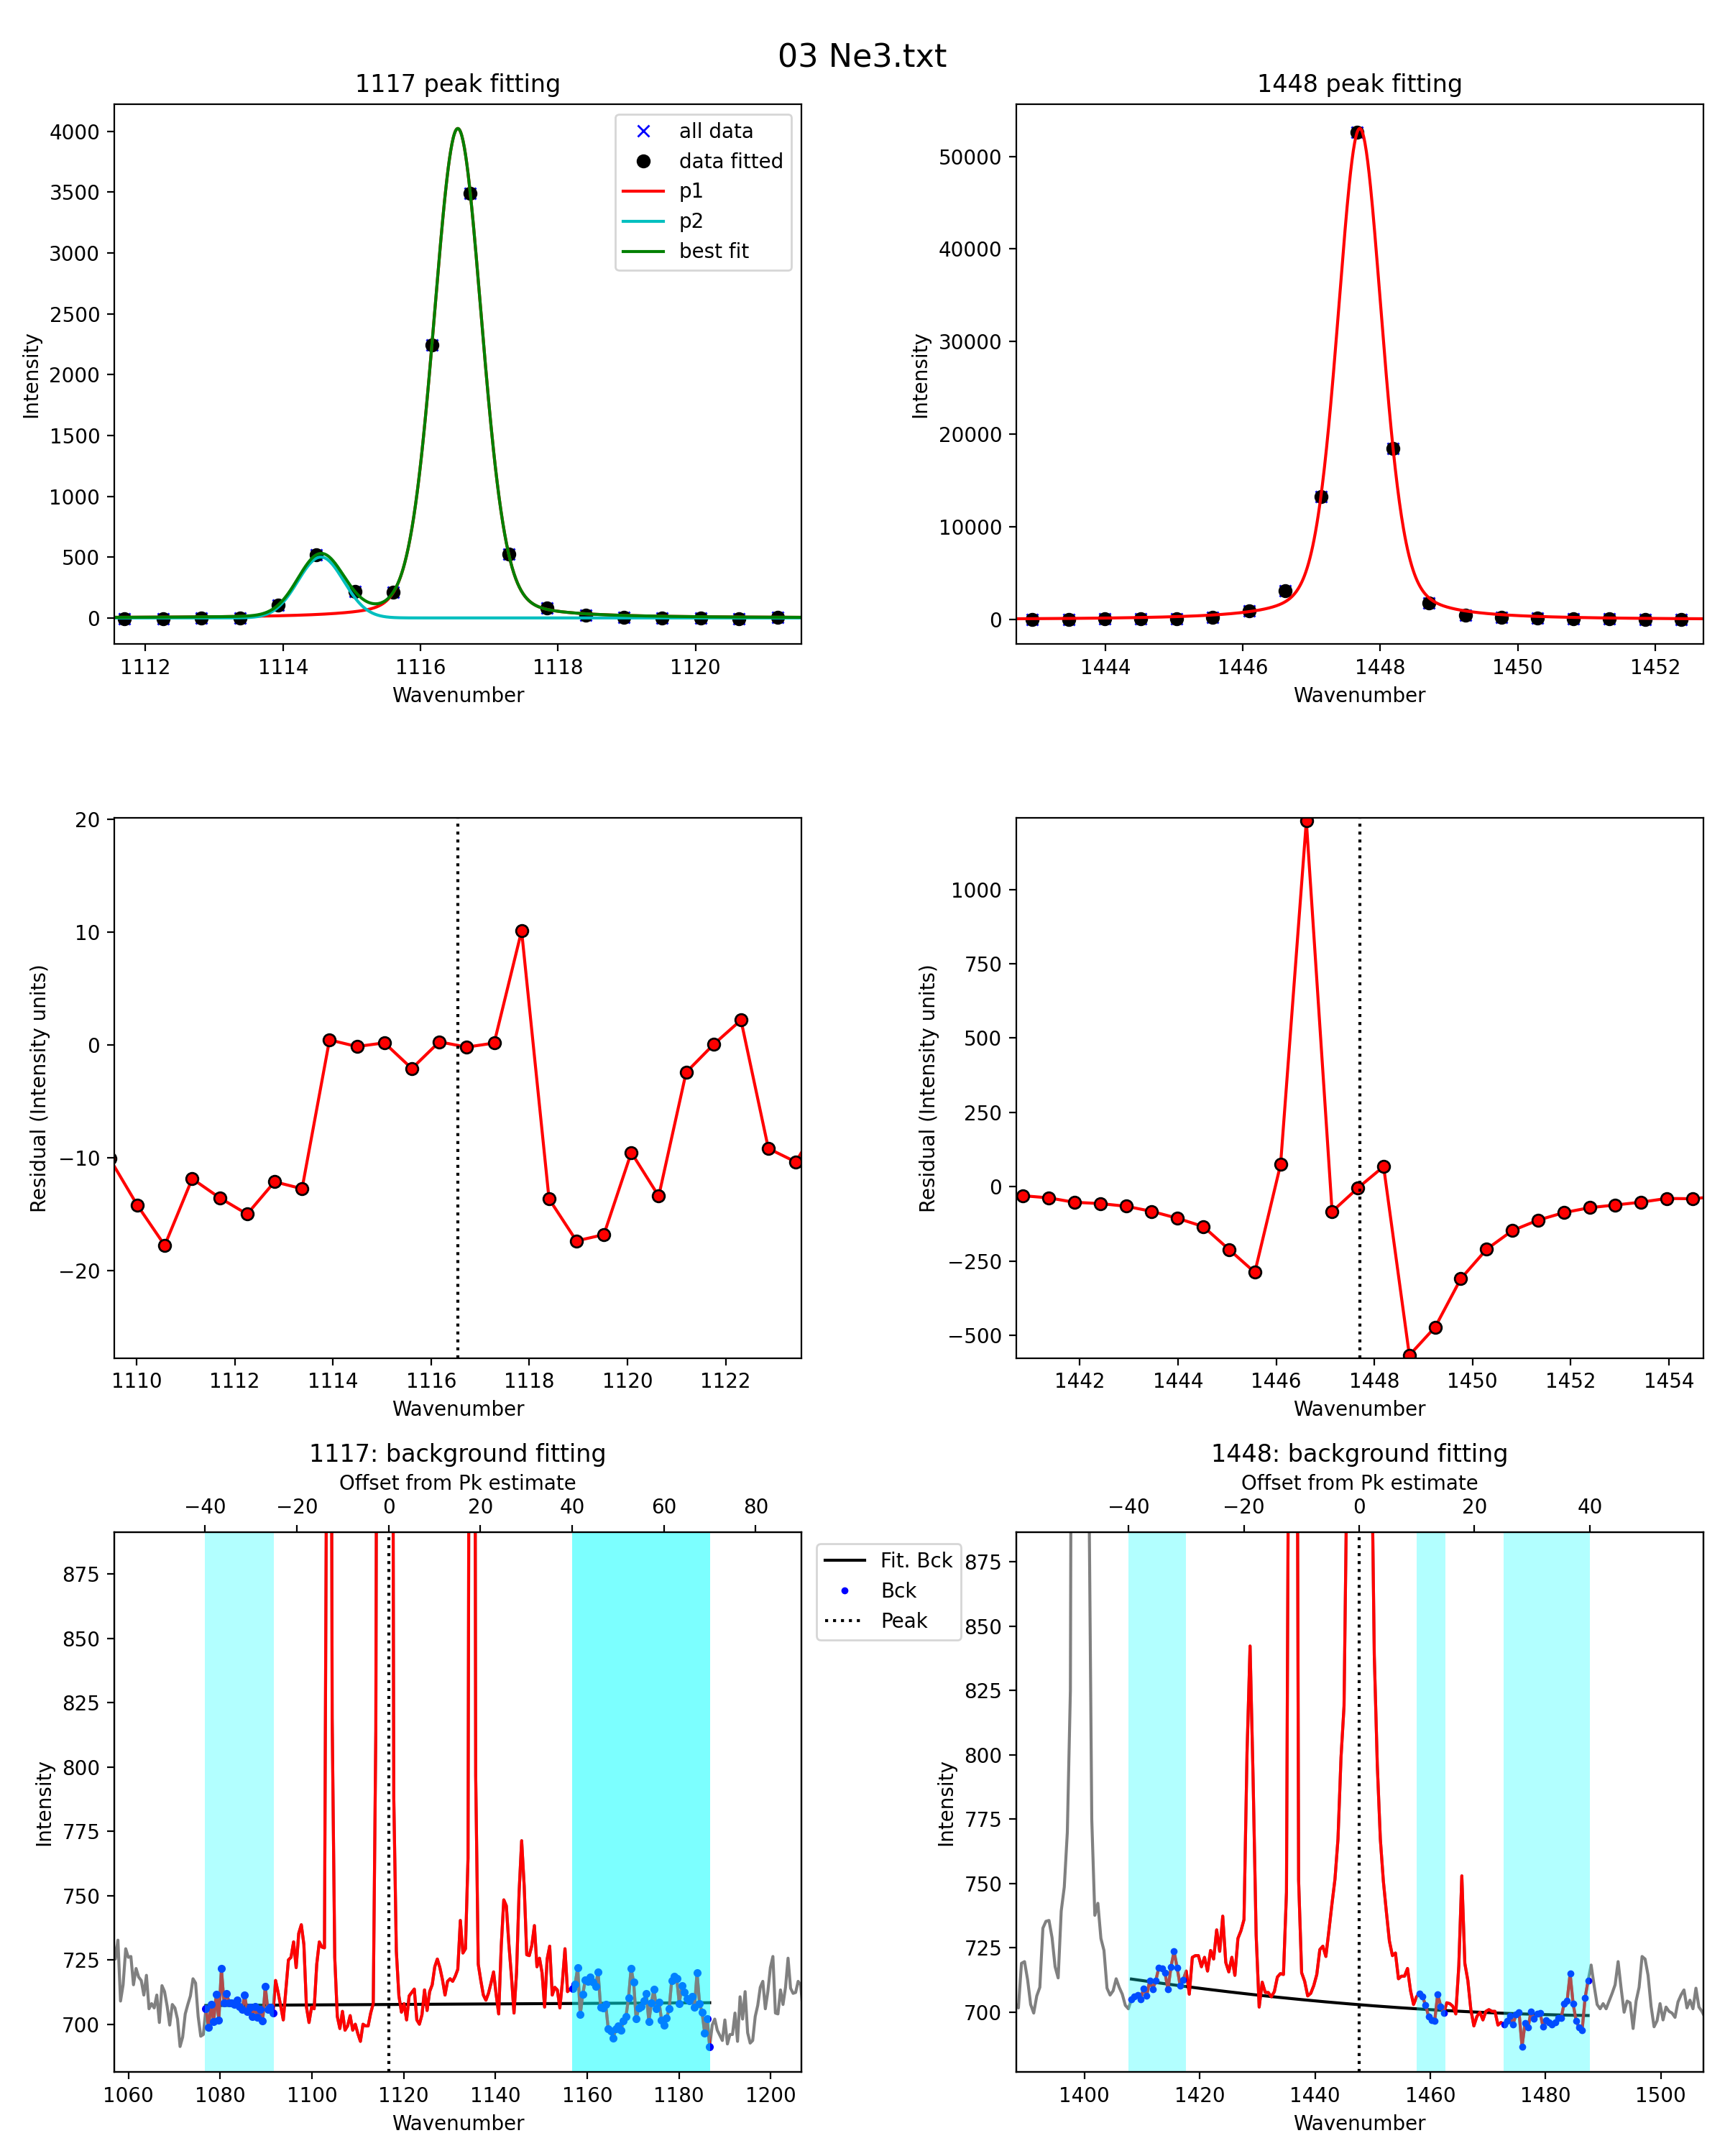 03 Ne3.txt
1117 peak fitting
4000
3500
3000
2500
2000
1500
1000
500
0
Intensity
all data
data fitted
p1
p2
best fit
1112 1114 1116 1118 1120
Wavenumber
1448 peak fitting
50000
40000
30000
20000
10000
0
Intensity
1444 1446 1448 1450 1452
Wavenumber
20
10
0
−10
−20
Residual (Intensity units)
1110 1112 1114 1116 1118 1120 1122
Wavenumber
1000
750
500
250
0
−250
−500
Residual (Intensity units)
1442 1444 1446 1448 1450 1452 1454
Wavenumber
1117: background fitting
Offset from Pk estimate
−40 −20 0 20 40 60 80
875
850
825
800
775
750
725
700
Intensity
1060 1080 1100 1120 1140 1160 1180 1200
Wavenumber
Fit. Bck
Bck
Peak
1448: background fitting
Offset from Pk estimate
−40 −20 0 20 40
875
850
825
800
775
750
725
700
Intensity
1400 1420 1440 1460 1480 1500
Wavenumber